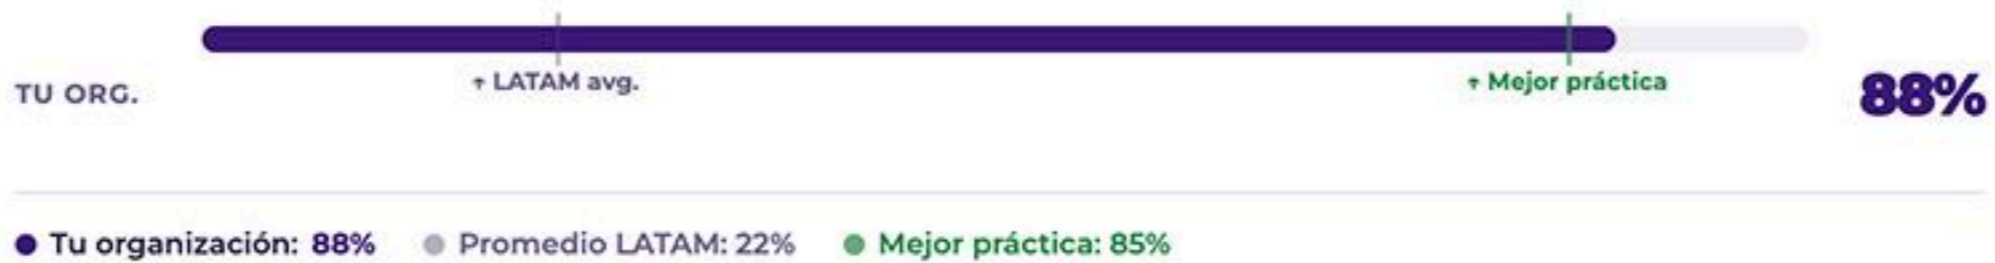 ↑ LATAM avg.
↑ Mejor práctica
TU ORG.
88%
Tu organización: 88%
Promedio LATAM: 22%
Mejor práctica: 85%